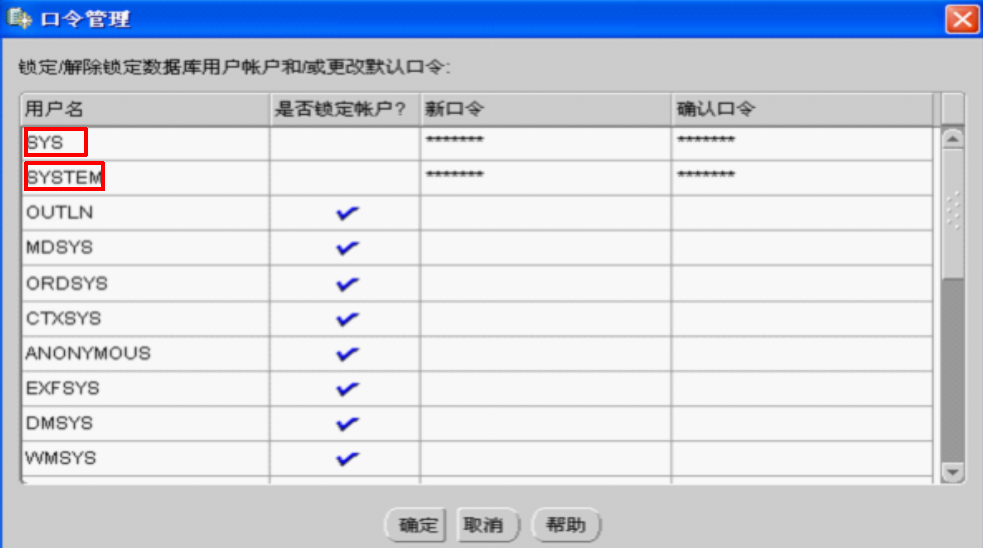 口令管理
锁定/解除锁定数据库用户帐户和/或更改默认口令:
用户名 是否锁定帐户? 新口令 确认口令
SYS ******* *******
SYSTEM ******* *******
OUTLN
MDSYS
ORDSYS
CTXSYS
ANONYMOUS
EXFSYS
DMSYS
WMSYS
确定 取消 帮助